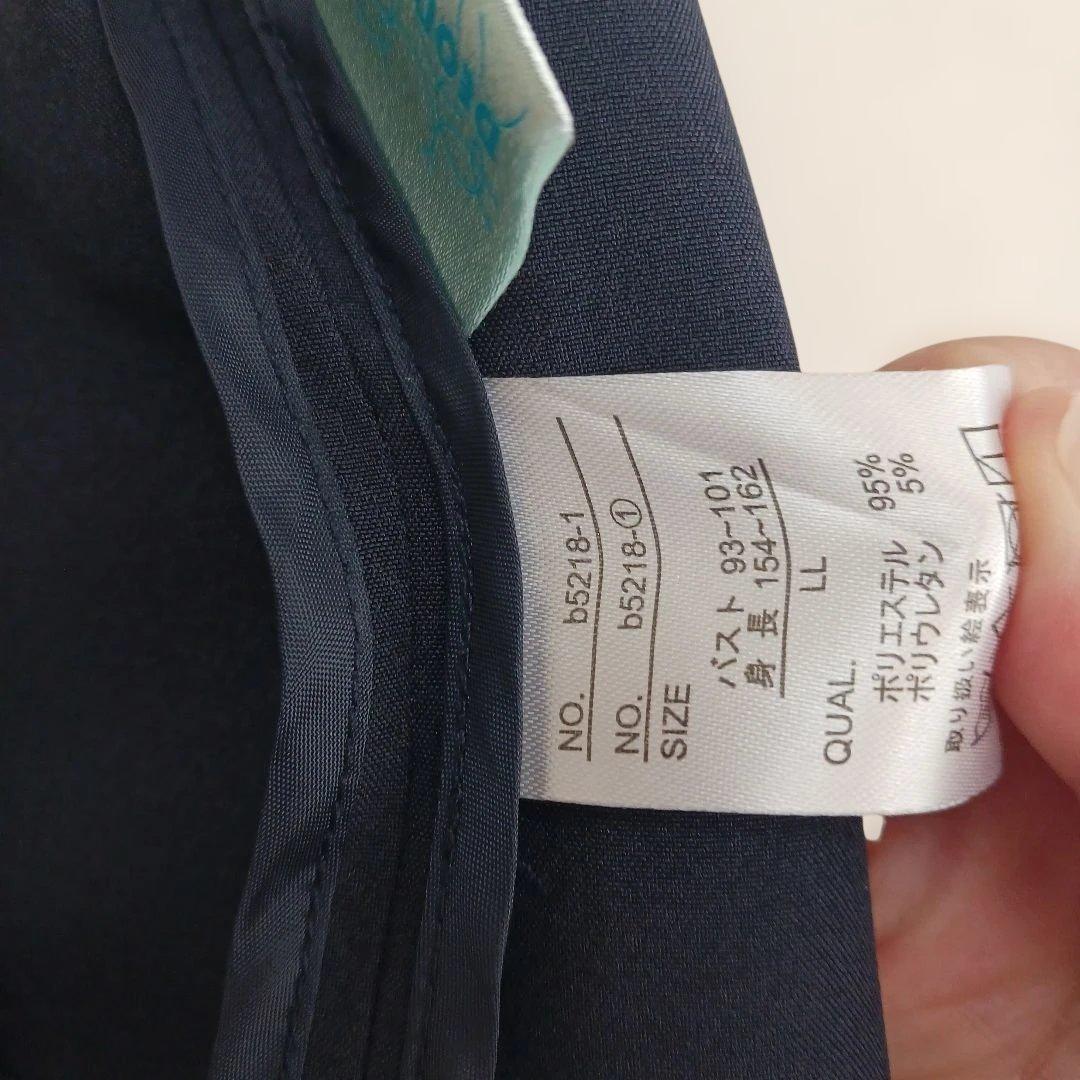 NO. b5218-1
NO. b5218-①
SIZE
バスト 93~101
身 長 154~162
LL
QUAL.
ポリエステル 95%
ポリウレタン 5%
取り扱い絵表示